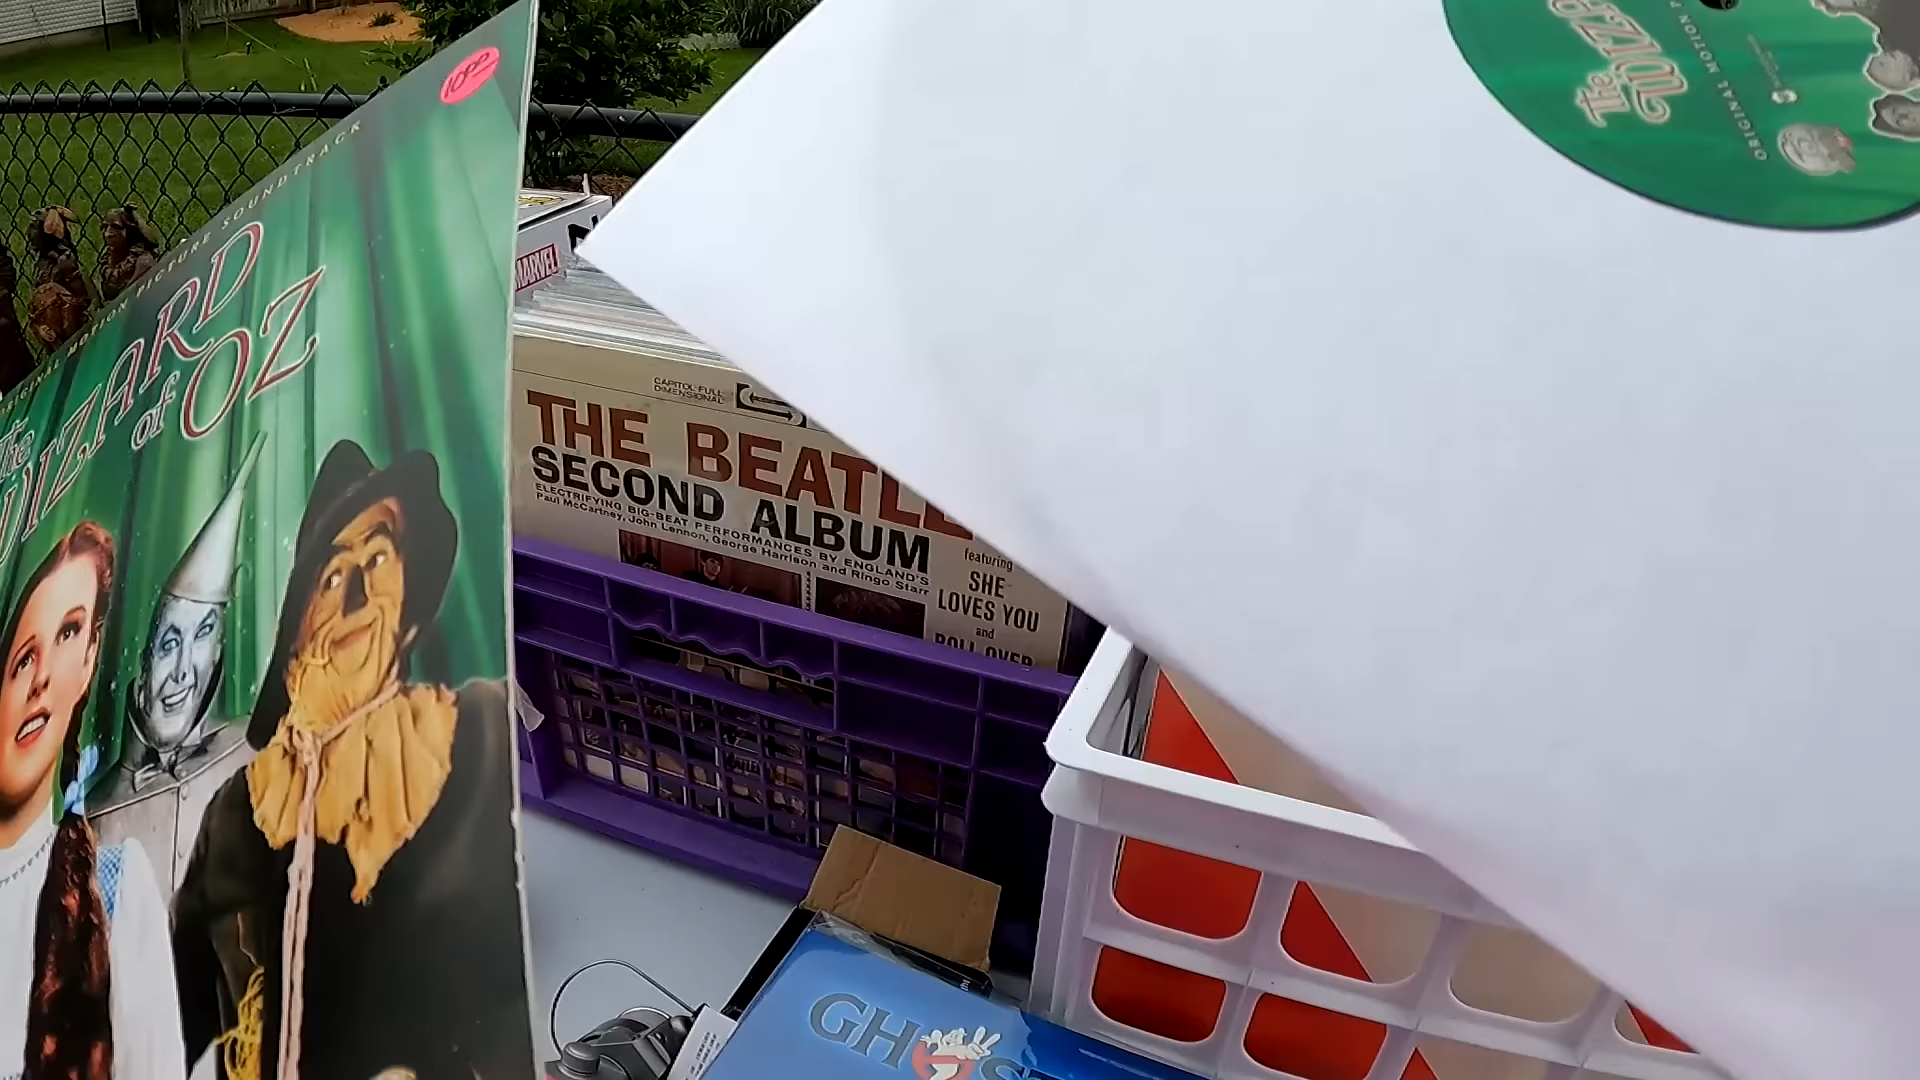 10.00
ORIGINAL MOTION PICTURE SOUNDTRACK
The
WIZARD
of OZ
MARVEL
CAPITOL FULL
DIMENSIONAL
THE BEATLE
SECOND ALBUM
ELECTRIFYING BIG-BEAT PERFORMANCES BY ENGLAND'S
Paul McCartney, John Lennon, George Harrison and Ringo Starr
featuring
SHE
LOVES YOU
and
ROLL OVER
The
WIZAR
ORIGINAL MOTION P
GHOS